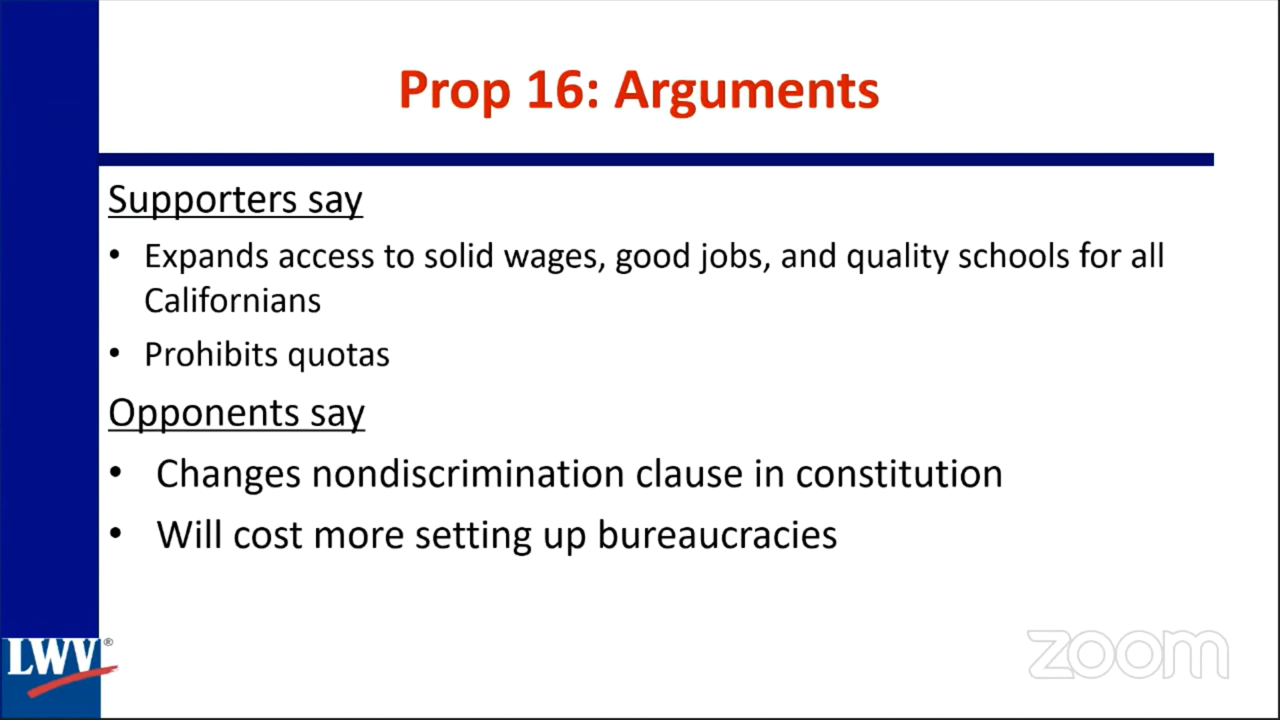 Prop 16: Arguments
Supporters say
• Expands access to solid wages, good jobs, and quality schools for all
Californians
• Prohibits quotas
Opponents say
• Changes nondiscrimination clause in constitution
• Will cost more setting up bureaucracies
LWV®
zoom